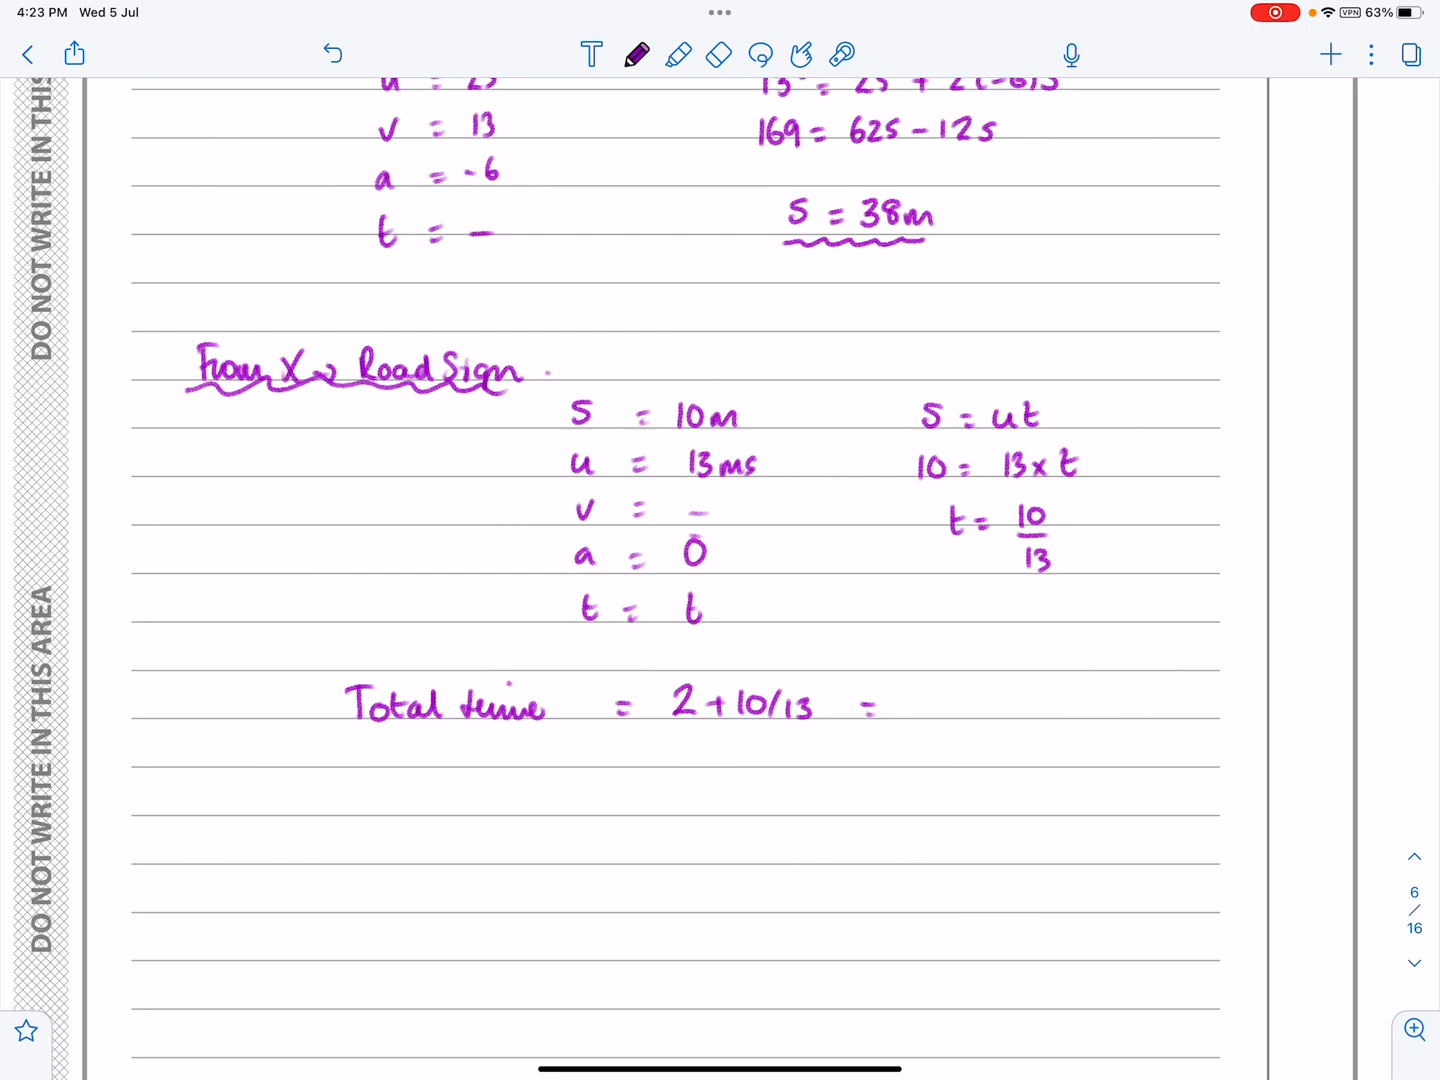 4:23 PM Wed 5 Jul
VPN 63%
T
DO NOT WRITE IN THIS
v = 13
169 = 625 - 12s
a = -6
s = 38m
t = -
From X → Road Sign.
s = 10m
s = ut
u = 13ms
10 = 13 x t
v = -
t = 10/13
a = 0
t = t
DO NOT WRITE IN THIS AREA
Total time = 2 + 10/13 =
6
/
16